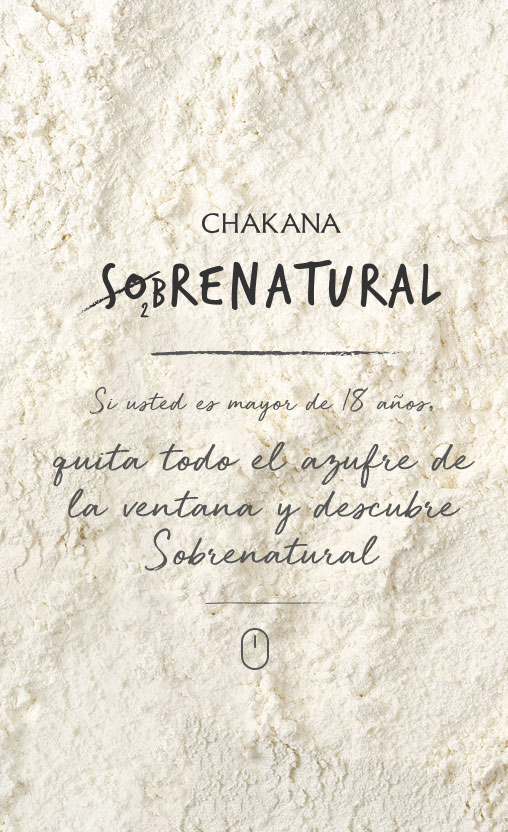 CHAKANA
SO₂BRENATURAL
Si usted es mayor de 18 años,
quita todo el azufre de
la ventana y descubre
Sobrenatural